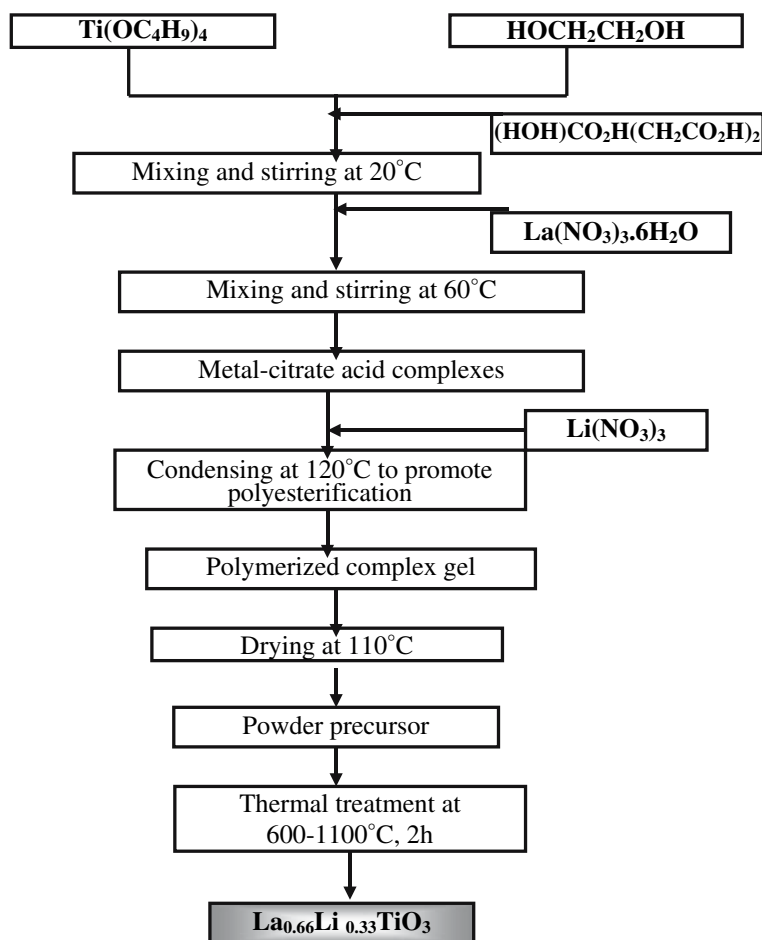 Ti(OC₄H₉)₄
HOCH₂CH₂OH
(HOH)CO₂H(CH₂CO₂H)₂
Mixing and stirring at 20°C
La(NO₃)₃.6H₂O
Mixing and stirring at 60°C
Metal-citrate acid complexes
Li(NO₃)₃
Condensing at 120°C to promote
polyesterification
Polymerized complex gel
Drying at 110°C
Powder precursor
Thermal treatment at
600-1100°C, 2h
La₀.₆₆Li ₀.₃₃TiO₃